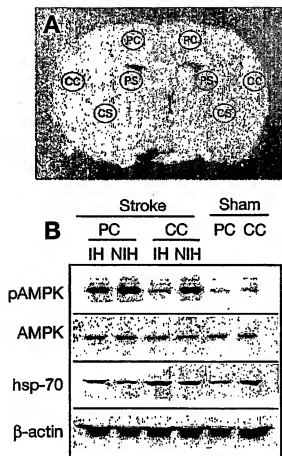 A
PC PC
CC PS PS CC
CS CS
Stroke Sham
B PC CC PC CC
IH NIH IH NIH
pAMPK
AMPK
hsp-70
β-actin